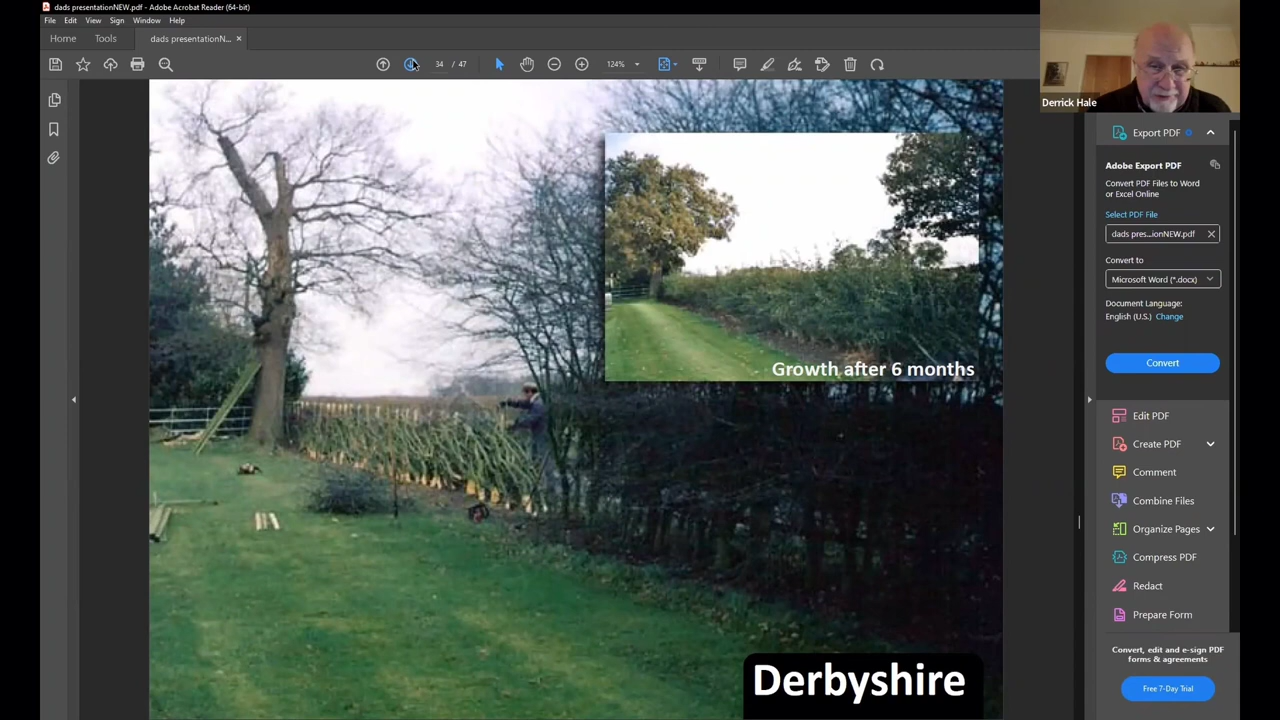 dads presentationNEW.pdf - Adobe Acrobat Reader (64-bit)
File Edit View Sign Window Help
Home Tools dads presentationN... ×
34 / 47 124%
Derrick Hale
Export PDF
Adobe Export PDF
Convert PDF Files to Word
or Excel Online
Select PDF File
dads pres...ionNEW.pdf
Convert to
Microsoft Word (*.docx)
Document Language:
English (U.S.) Change
Convert
Edit PDF
Create PDF
Comment
Combine Files
Organize Pages
Compress PDF
Redact
Prepare Form
Convert, edit and e-sign PDF
forms & agreements
Free 7-Day Trial
Growth after 6 months
Derbyshire